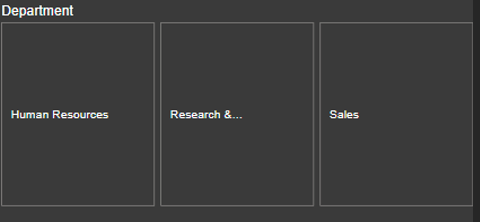 Department
Human Resources
Research &...
Sales